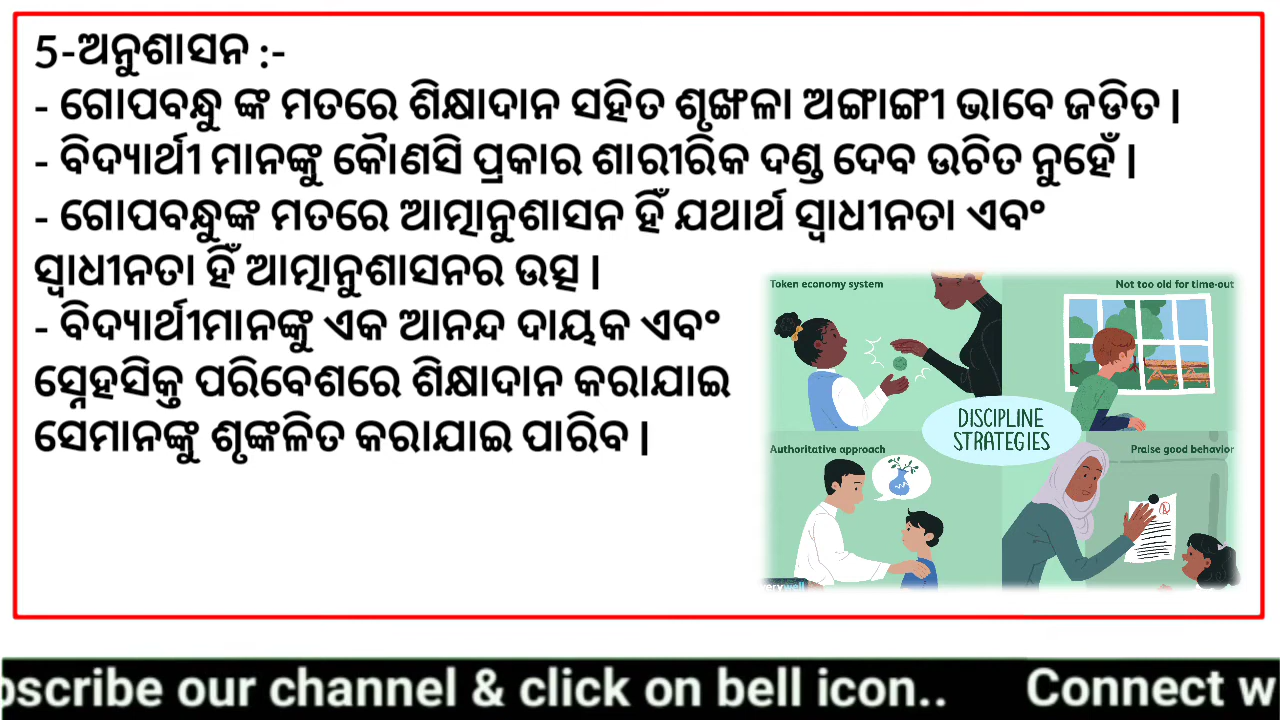 5-ଅନୁଶାସନ :-
- ଗୋପବନ୍ଧୁ ଙ୍କ ମତରେ ଶିକ୍ଷାଦାନ ସହିତ ଶୃଙ୍ଖଳା ଅଙ୍ଗାଙ୍ଗୀ ଭାବେ ଜଡିତ |
- ବିଦ୍ୟାର୍ଥୀ ମାନଙ୍କୁ କୌଣସି ପ୍ରକାର ଶାରୀରିକ ଦଣ୍ଡ ଦେବ ଉଚିତ ନୁହେଁ |
- ଗୋପବନ୍ଧୁଙ୍କ ମତରେ ଆତ୍ମାନୁଶାସନ ହିଁ ଯଥାର୍ଥ ସ୍ୱାଧୀନତା ଏବଂ
ସ୍ୱାଧୀନତା ହିଁ ଆତ୍ମାନୁଶାସନର ଉତ୍ସ |
- ବିଦ୍ୟାର୍ଥୀମାନଙ୍କୁ ଏକ ଆନନ୍ଦ ଦାୟକ ଏବଂ
ସ୍ନେହସିକ୍ତ ପରିବେଶରେ ଶିକ୍ଷାଦାନ କରାଯାଇ
ସେମାନଙ୍କୁ ଶୃଙ୍କଳିତ କରାଯାଇ ପାରିବ |
Token economy system
Not too old for time-out
DISCIPLINE
STRATEGIES
Authoritative approach
Praise good behavior
erywell
bscribe our channel & click on bell icon.. Connect w